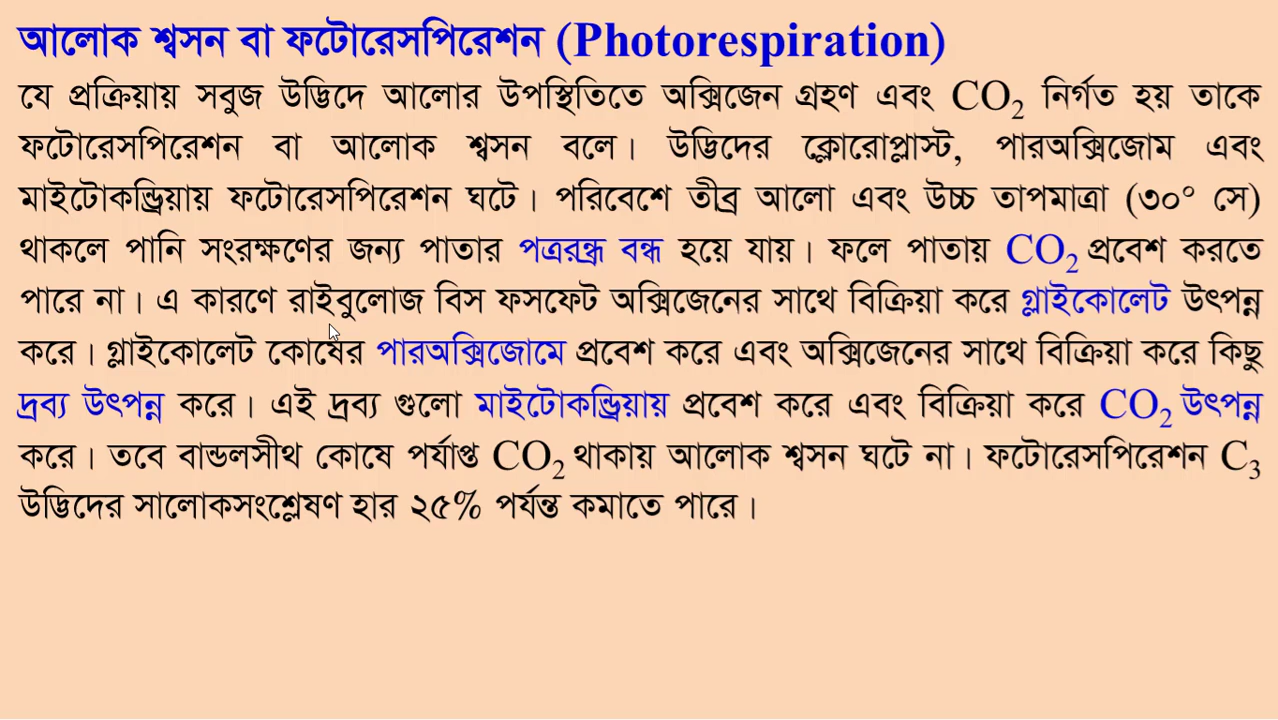 আলোক শ্বসন বা ফটোরেসপিরেশন (Photorespiration)
যে প্রক্রিয়ায় সবুজ উদ্ভিদে আলোর উপস্থিতিতে অক্সিজেন গ্রহণ এবং CO₂ নির্গত হয় তাকে
ফটোরেসপিরেশন বা আলোক শ্বসন বলে। উদ্ভিদের ক্লোরোপ্লাস্ট, পারঅক্সিজোম এবং
মাইটোকন্ড্রিয়ায় ফটোরেসপিরেশন ঘটে। পরিবেশে তীব্র আলো এবং উচ্চ তাপমাত্রা (৩০° সে)
থাকলে পানি সংরক্ষণের জন্য পাতার পত্ররন্ধ্র বন্ধ হয়ে যায়। ফলে পাতায় CO₂ প্রবেশ করতে
পারে না। এ কারণে রাইবুলোজ বিস ফসফেট অক্সিজেনের সাথে বিক্রিয়া করে গ্লাইকোলেট উৎপন্ন
করে। গ্লাইকোলেট কোষের পারঅক্সিজোমে প্রবেশ করে এবং অক্সিজেনের সাথে বিক্রিয়া করে কিছু
দ্রব্য উৎপন্ন করে। এই দ্রব্য গুলো মাইটোকন্ড্রিয়ায় প্রবেশ করে এবং বিক্রিয়া করে CO₂ উৎপন্ন
করে। তবে বান্ডলসীথ কোষে পর্যাপ্ত CO₂ থাকায় আলোক শ্বসন ঘটে না। ফটোরেসপিরেশন C₃
উদ্ভিদের সালোকসংশ্লেষণ হার ২৫% পর্যন্ত কমাতে পারে।